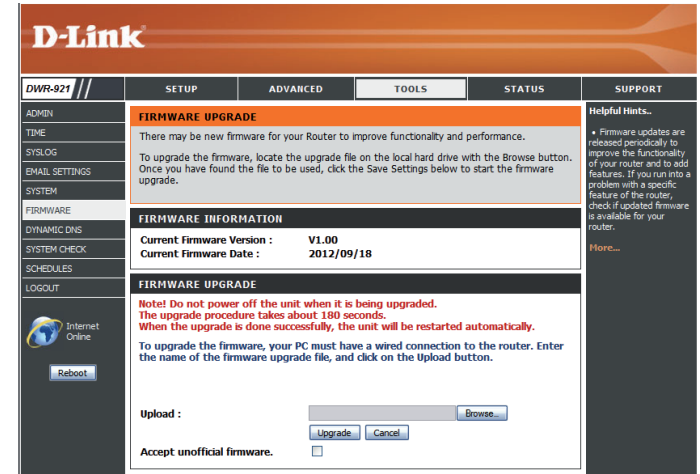 D-Link
DWR-921
SETUP
ADVANCED
TOOLS
STATUS
SUPPORT
ADMIN
TIME
SYSLOG
EMAIL SETTINGS
SYSTEM
FIRMWARE
DYNAMIC DNS
SYSTEM CHECK
SCHEDULES
LOGOUT
Internet
Online
Reboot
FIRMWARE UPGRADE
There may be new firmware for your Router to improve functionality and performance.
To upgrade the firmware, locate the upgrade file on the local hard drive with the Browse button.
Once you have found the file to be used, click the Save Settings below to start the firmware
upgrade.
FIRMWARE INFORMATION
Current Firmware Version : V1.00
Current Firmware Date : 2012/09/18
FIRMWARE UPGRADE
Note! Do not power off the unit when it is being upgraded.
The upgrade procedure takes about 180 seconds.
When the upgrade is done successfully, the unit will be restarted automatically.
To upgrade the firmware, your PC must have a wired connection to the router. Enter
the name of the firmware upgrade file, and click on the Upload button.
Upload : Browse...
Upgrade Cancel
Accept unofficial firmware.
Helpful Hints..
• Firmware updates are
released periodically to
improve the functionality
of your router and to add
features. If you run into a
problem with a specific
feature of the router,
check if updated firmware
is available for your
router.
More...